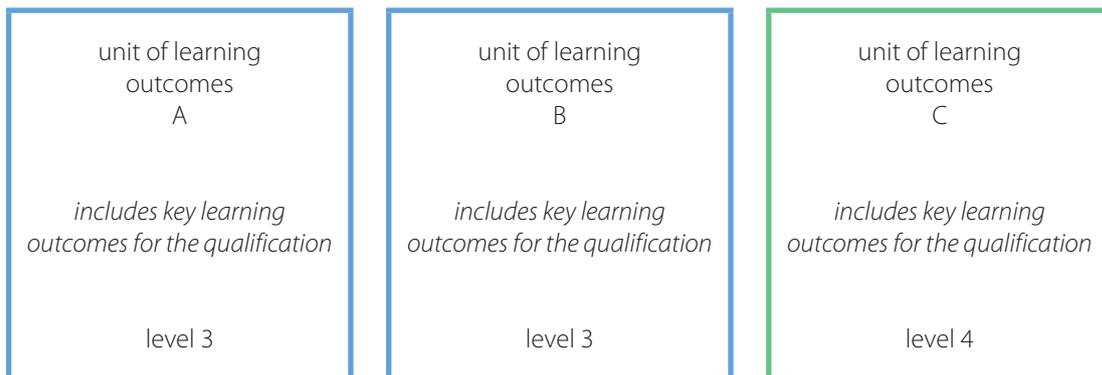 unit of learning
outcomes
A
includes key learning
outcomes for the qualification
level 3
unit of learning
outcomes
B
includes key learning
outcomes for the qualification
level 3
unit of learning
outcomes
C
includes key learning
outcomes for the qualification
level 4